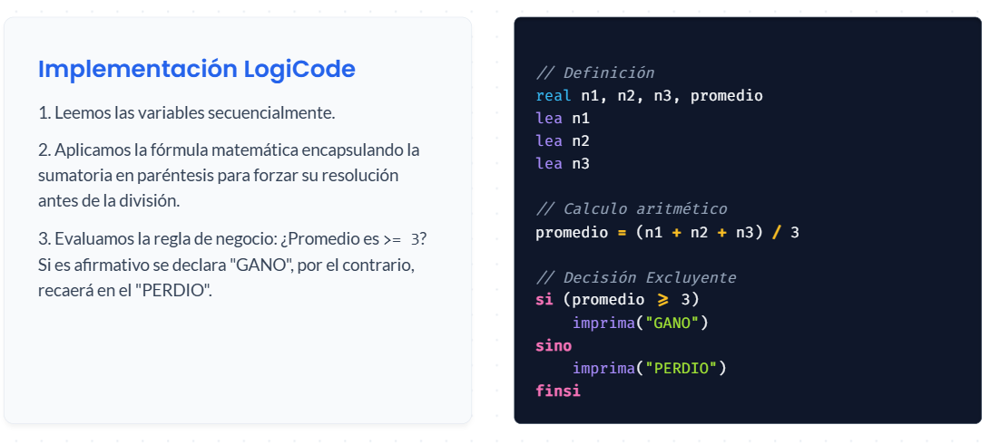 Implementación LogiCode
1. Leemos las variables secuencialmente.
2. Aplicamos la fórmula matemática encapsulando la
sumatoria en paréntesis para forzar su resolución
antes de la división.
3. Evaluamos la regla de negocio: ¿Promedio es >= 3?
Si es afirmativo se declara "GANO", por el contrario,
recaerá en el "PERDIO".
// Definición
real n1, n2, n3, promedio
lea n1
lea n2
lea n3
// Calculo aritmético
promedio = (n1 + n2 + n3) / 3
// Decisión Excluyente
si (promedio >= 3)
    imprima("GANO")
sino
    imprima("PERDIO")
finsi